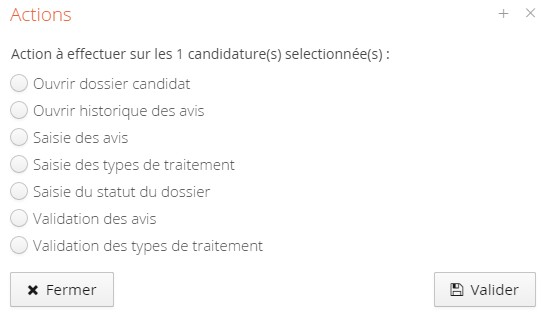 Actions
Action à effectuer sur les 1 candidature(s) selectionnée(s) :
Ouvrir dossier candidat
Ouvrir historique des avis
Saisie des avis
Saisie des types de traitement
Saisie du statut du dossier
Validation des avis
Validation des types de traitement
Fermer
Valider